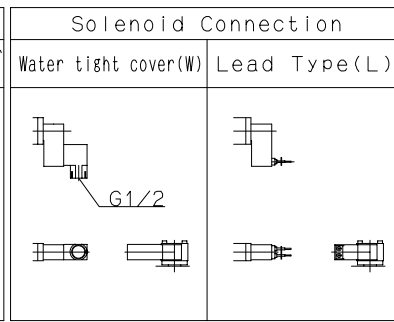 Solenoid Connection
Water tight cover(W)
Lead Type(L)
G1/2